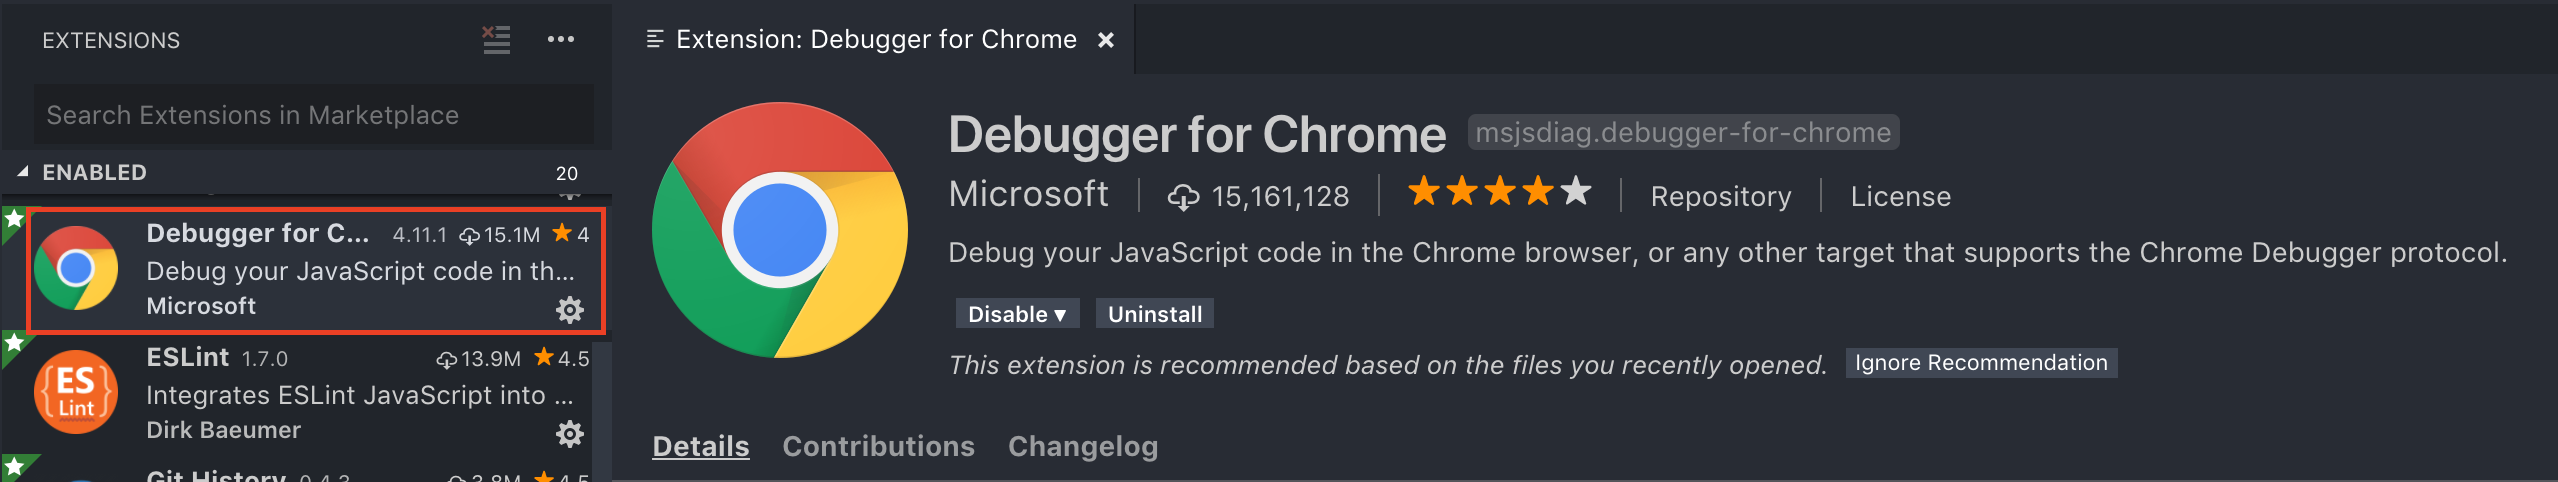 EXTENSIONS
Search Extensions in Marketplace
ENABLED 20
Debugger for C... 4.11.1 15.1M 4
Debug your JavaScript code in th...
Microsoft
ESLint 1.7.0 13.9M 4.5
Integrates ESLint JavaScript into ...
Dirk Baeumer
ES
Lint
Git History 0.4.3 3.8M 4.5
Extension: Debugger for Chrome
Debugger for Chrome msjsdiag.debugger-for-chrome
Microsoft 15,161,128 Repository License
Debug your JavaScript code in the Chrome browser, or any other target that supports the Chrome Debugger protocol.
Disable Uninstall
This extension is recommended based on the files you recently opened. Ignore Recommendation
Details Contributions Changelog